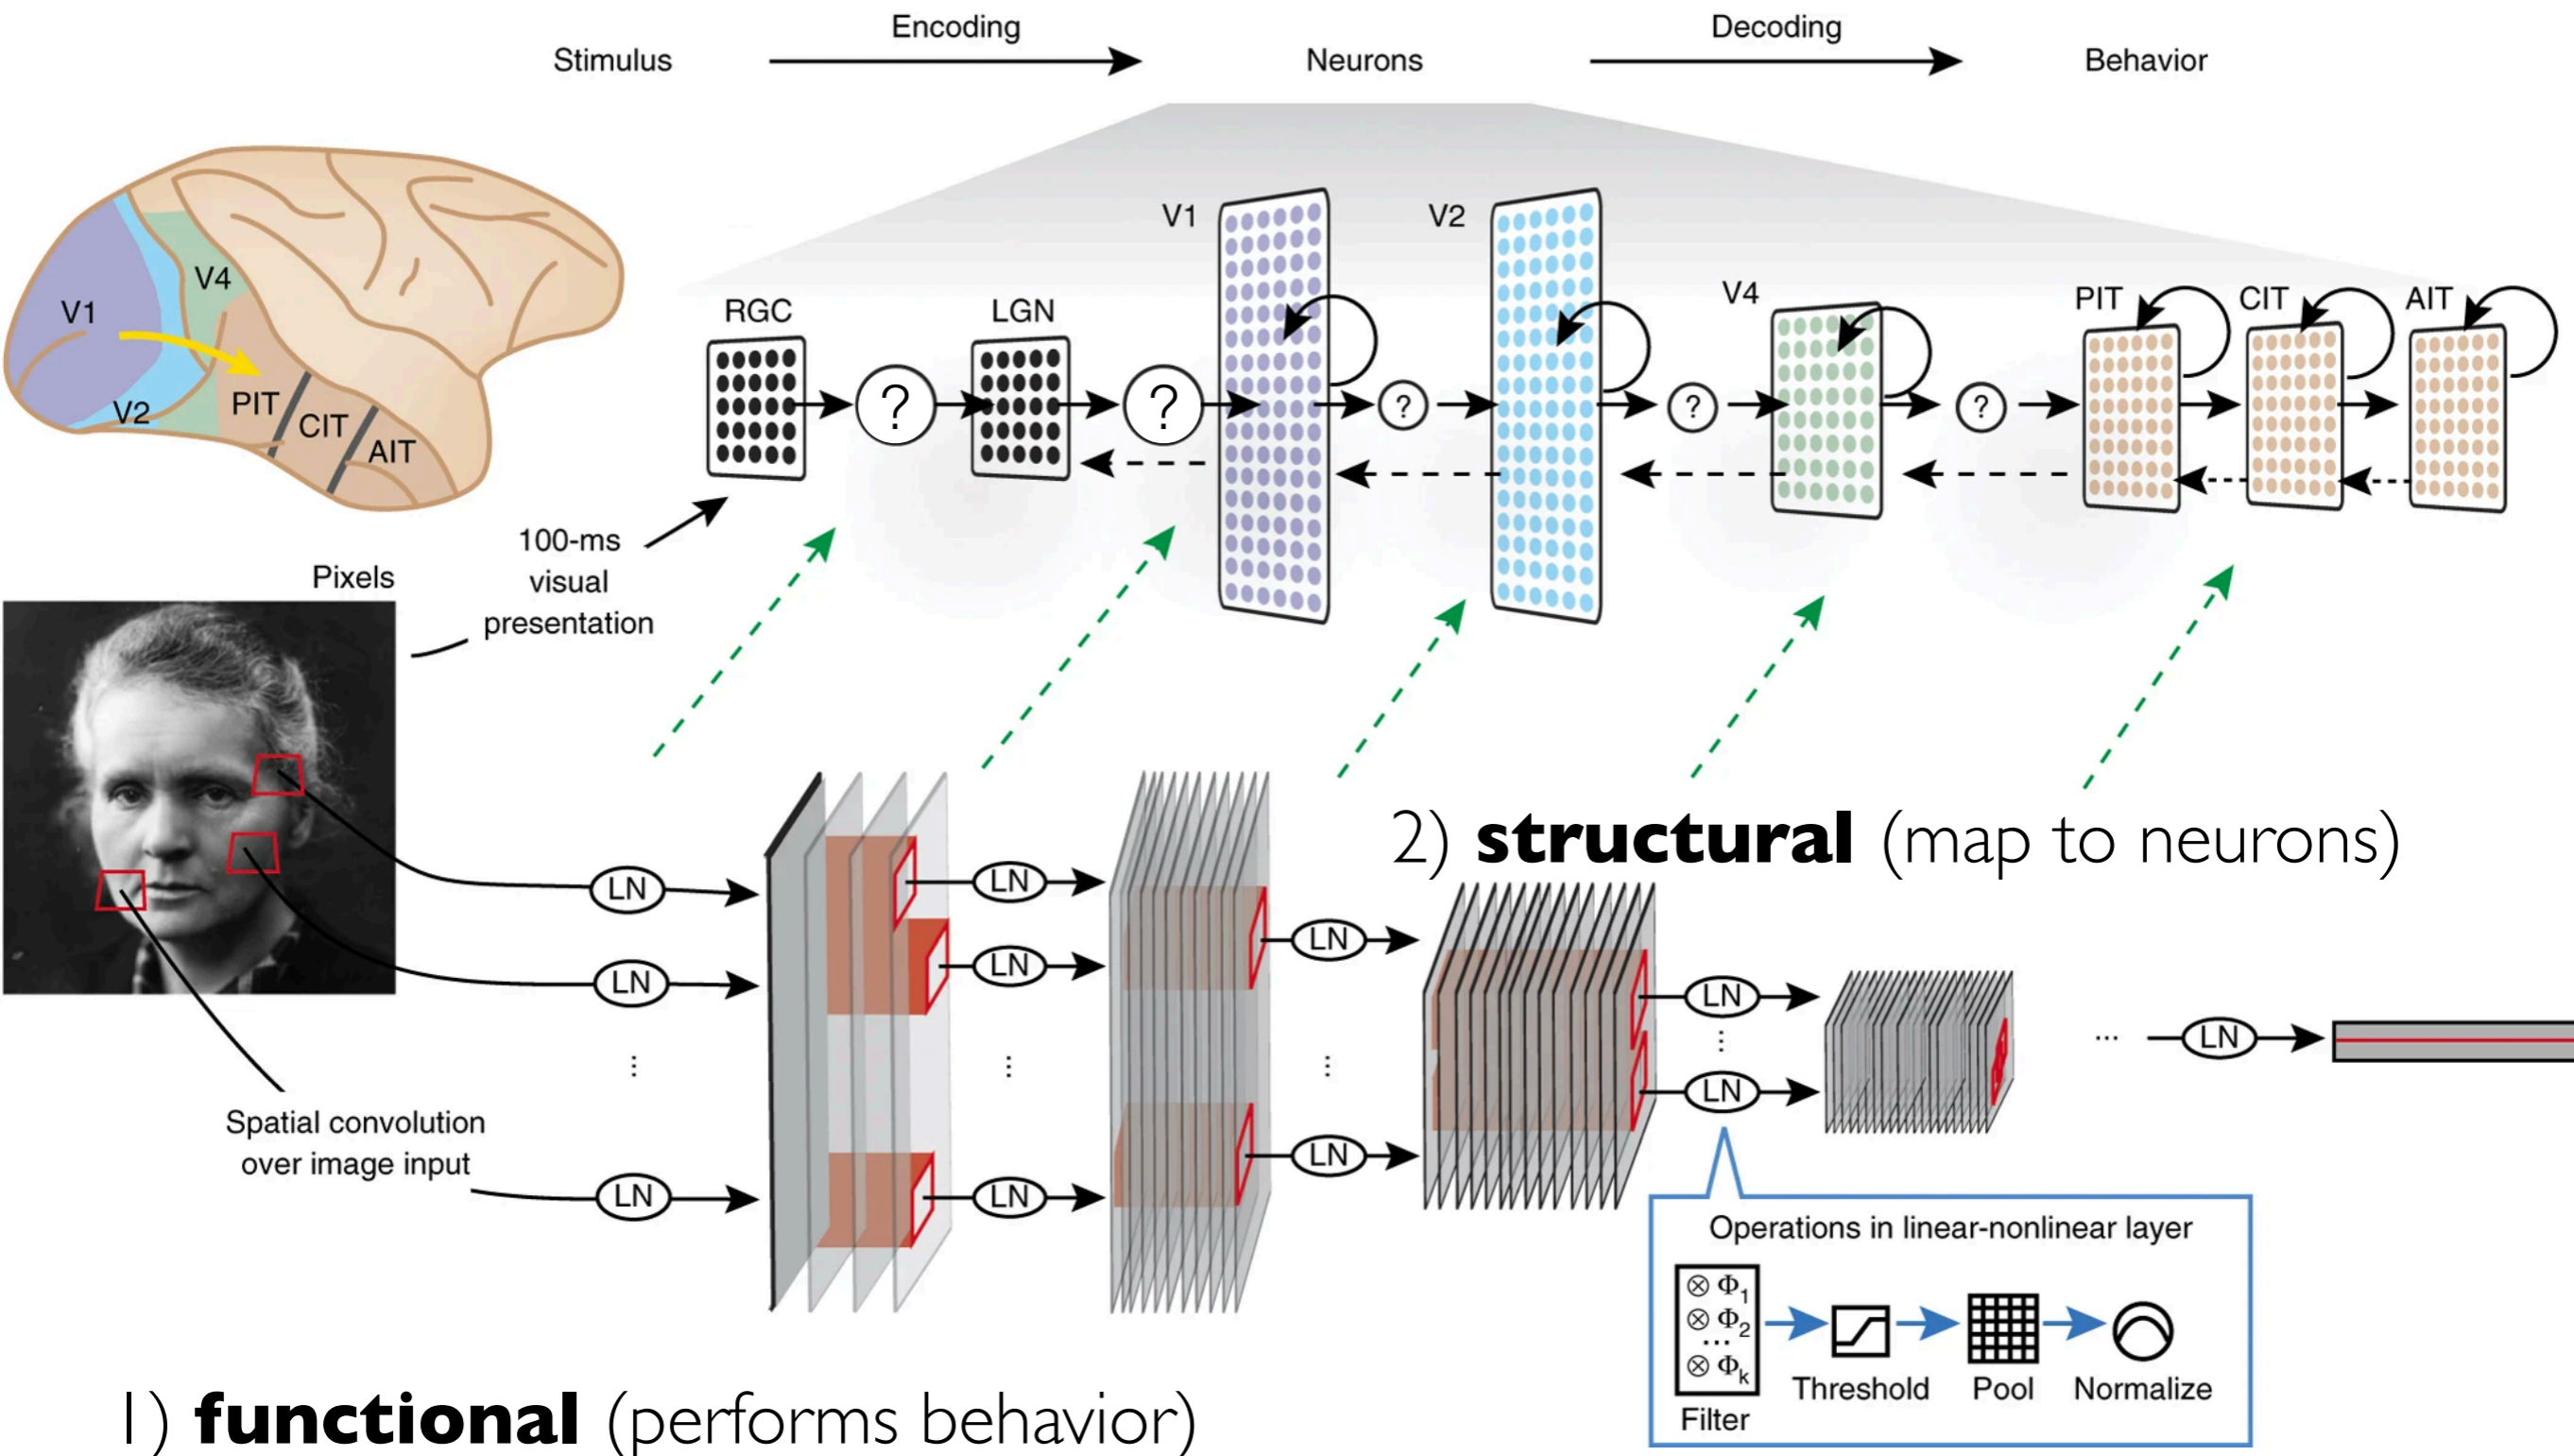 Encoding
Decoding
Stimulus
Neurons
Behavior
V1
V2
V4
PIT
CIT
AIT
RGC
LGN
V1
V2
V4
PIT
CIT
AIT
?
?
?
?
?
100-ms
visual
presentation
Pixels
2) structural (map to neurons)
LN
LN
LN
LN
LN
...
LN
LN
...
LN
LN
...
LN
LN
...
LN
... LN
Spatial convolution
over image input
Operations in linear-nonlinear layer
⊗ Φ1
⊗ Φ2
...
⊗ Φk
Filter
Threshold
Pool
Normalize
1) functional (performs behavior)